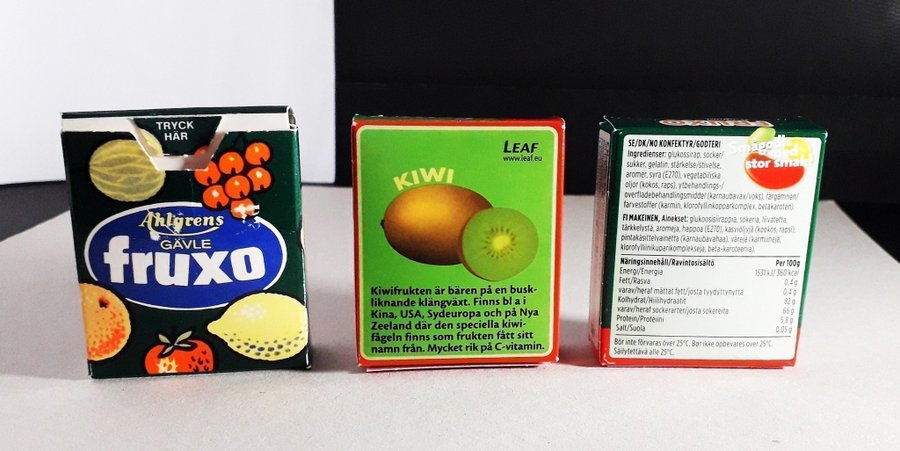 TRYCK
HÄR
Ahlgrens
GÄVLE
fruxo
LEAF
www.leaf.eu
KIWI
Kiwifrukten är bären på en busk-
liknande klängväxt. Finns bl a i
Kina, USA, Sydeuropa och på Nya
Zeeland där den speciella kiwi-
fågeln finns som frukten fått sitt
namn från. Mycket rik på C-vitamin.
SE/DK/NO KONFEKTYR/GODTERI
Smågodis med
stor smak!
Ingredienser: glukossirap, socker/
sukker, gelatin, stärkelse/stivelse,
aromer, syra (E270), vegetabiliska
oljor (kokos, raps), ytbehandlings-/
overfladebehandlingsmedel (karnaubavax/voks), färgämnen/
farvestoffer (karmin, klorofyllinkopparkomplex, betakaroten).
FI MAKEINEN, Ainekset: glukoosisiirappia, sokeria, liivatetta,
tärkkelystä, aromeja, happoa (E270), kasviöljyjä (kookos, rapsi),
pintakäsittelyainetta (karnaubavahaa), värejä (karmiineja,
klorofylliinikuparikomplekseja, beta-karoteenia).
Näringsinnehåll/Ravintosisältö Per 100g
Energi/Energia 1531 kJ/ 360 kcal
Fett/Rasva 0,4 g
varav/heraf mättat fett/josta tyydyttynyttä 0,4 g
Kolhydrat/Hiilihydraatit 82 g
varav/heraf sockerarter/josta sokereita 66 g
Protein/Proteiini 5,8 g
Salt/Suola 0,05 g
Bör inte förvaras över 25°C. Bør ikke opbevares over 25°C.
Säilytettävä alle 25°C.